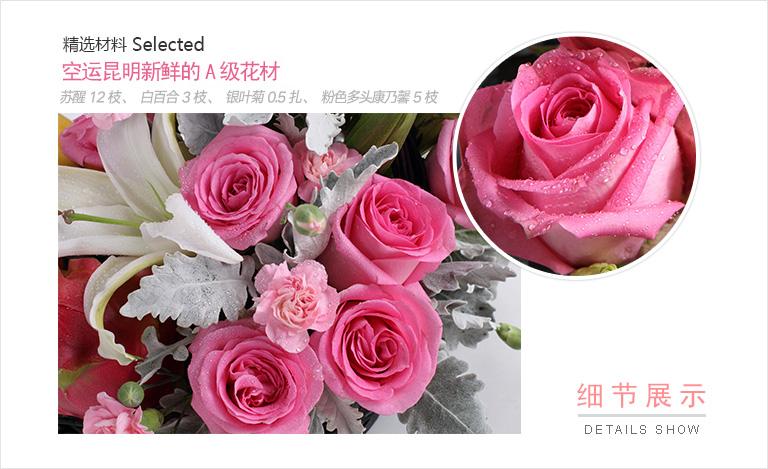 精选材料 Selected
空运昆明新鲜的 A 级花材
苏醒 12 枝、 白百合 3 枝、 银叶菊 0.5 扎、 粉色多头康乃馨 5 枝
细节展示
DETAILS SHOW